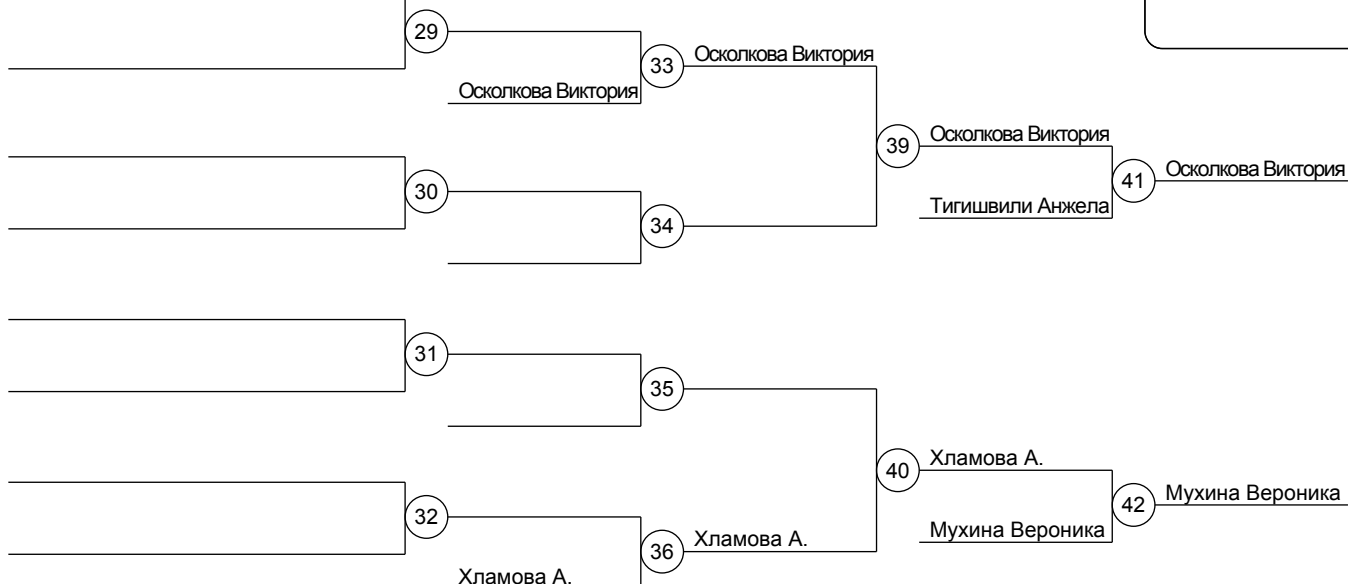 29
Осколкова Виктория
33
Осколкова Виктория
Осколкова Виктория
39
Осколкова Виктория
41
Тигишвили Анжела
30
34
31
35
Хламова А.
40
Мухина Вероника
42
Мухина Вероника
32
Хламова А.
36
Хламова А.